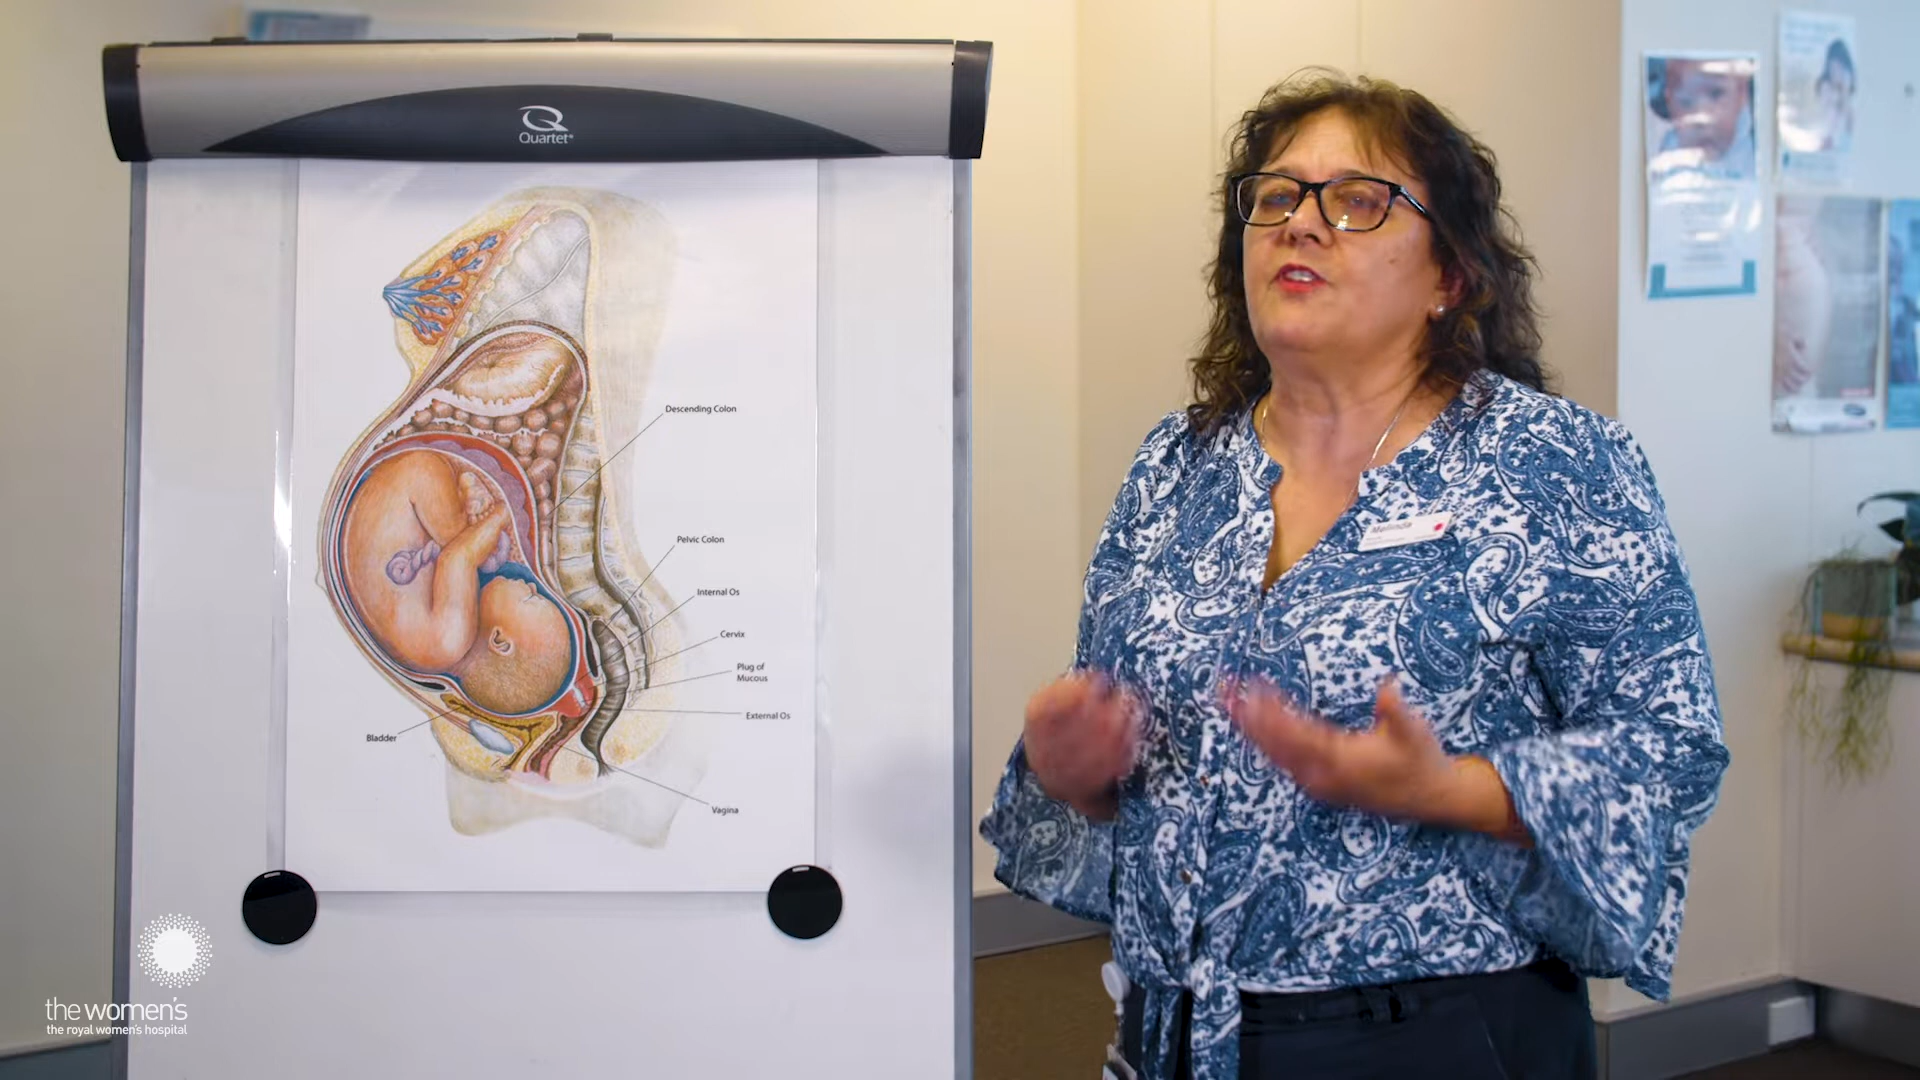 Quartet
Descending Colon
Pelvic Colon
Internal Os
Cervix
Plug of
Mucous
External Os
Bladder
Vagina
Melinda
the women's
the royal women's hospital